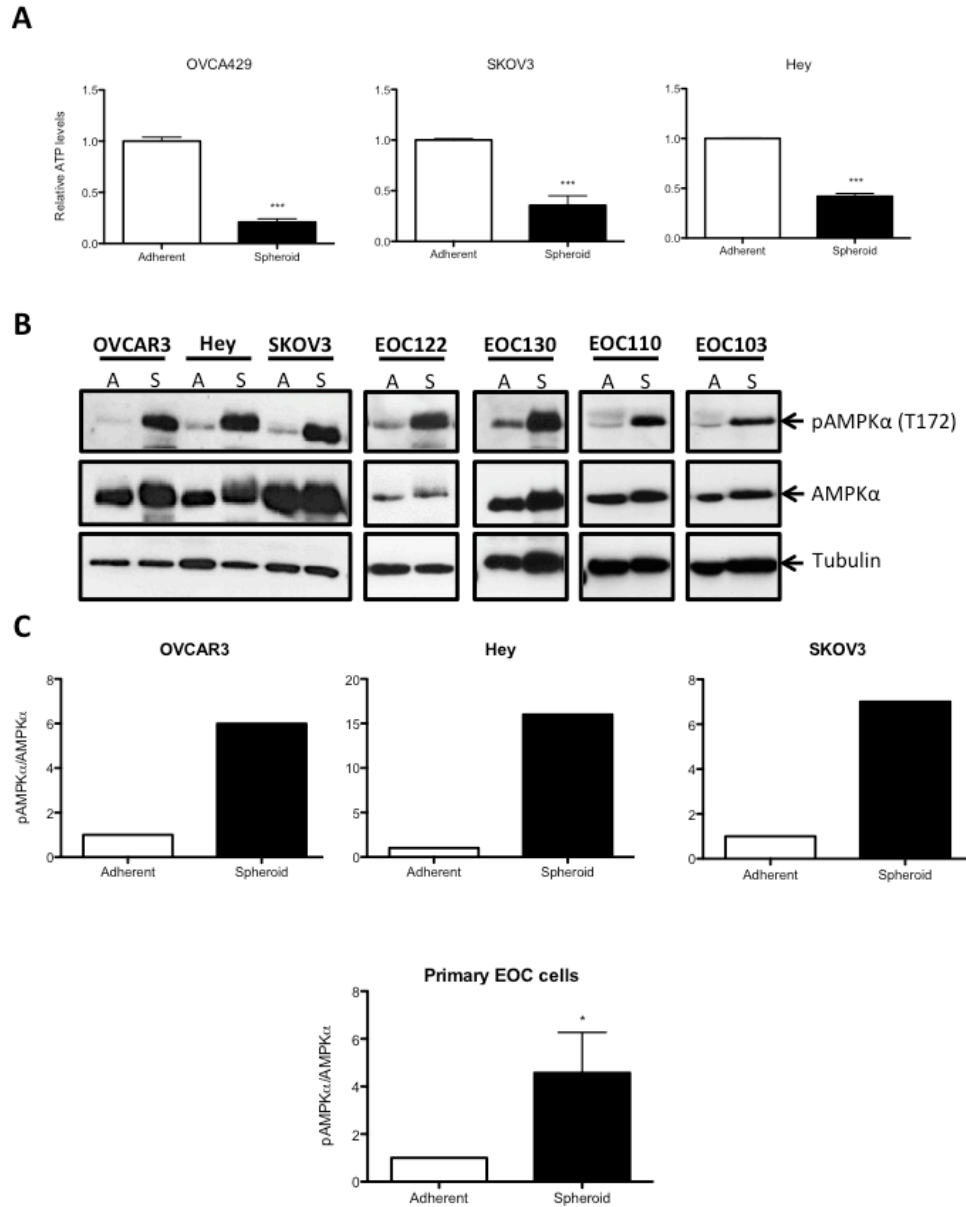 A
OVCA429
SKOV3
Hey
Relative ATP levels
1.5
1.0
0.5
0.0
Adherent
Spheroid
***
1.5
1.0
0.5
0.0
Adherent
Spheroid
***
1.5
1.0
0.5
0.0
Adherent
Spheroid
***
B
OVCAR3 Hey SKOV3 EOC122 EOC130 EOC110 EOC103
A S A S A S A S A S A S A S
pAMPKα (T172)
AMPKα
Tubulin
C
OVCAR3
Hey
SKOV3
pAMPKα/AMPKα
8
6
4
2
0
Adherent
Spheroid
20
15
10
5
0
Adherent
Spheroid
8
6
4
2
0
Adherent
Spheroid
Primary EOC cells
pAMPKα/AMPKα
8
6
4
2
0
*
Adherent
Spheroid